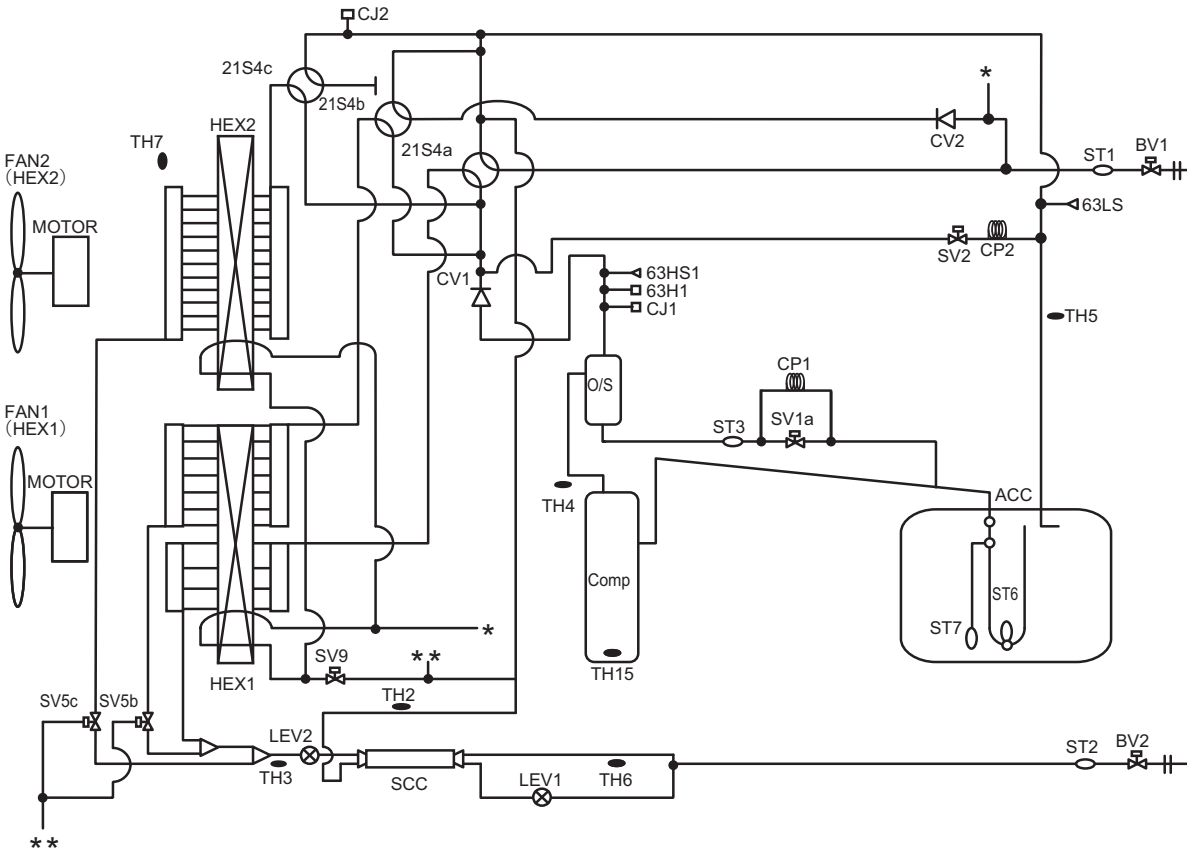 CJ2
21S4c
21S4b
*
HEX2
TH7
21S4a
CV2
ST1
BV1
FAN2
（HEX2）
MOTOR
63LS
SV2
CP2
CV1
63HS1
63H1
CJ1
TH5
O/S
CP1
SV1a
ST3
FAN1
（HEX1）
MOTOR
TH4
ACC
Comp
ST6
ST7
*
SV9
**
TH15
HEX1
TH2
SV5c
SV5b
LEV2
TH3
SCC
LEV1
TH6
ST2
BV2
**